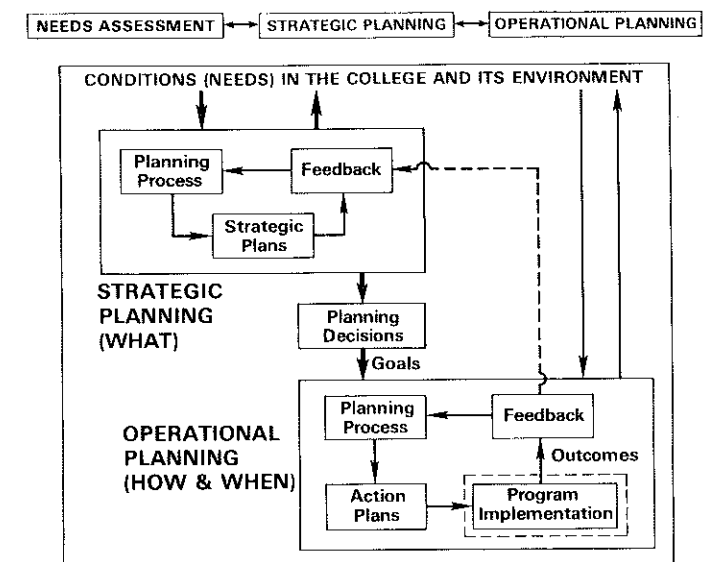 NEEDS ASSESSMENT STRATEGIC PLANNING OPERATIONAL PLANNING
CONDITIONS (NEEDS) IN THE COLLEGE AND ITS ENVIRONMENT
Planning
Process
Feedback
Strategic
Plans
STRATEGIC
PLANNING
(WHAT)
Planning
Decisions
Goals
OPERATIONAL
PLANNING
(HOW & WHEN)
Planning
Process
Feedback
Outcomes
Action
Plans
Program
Implementation